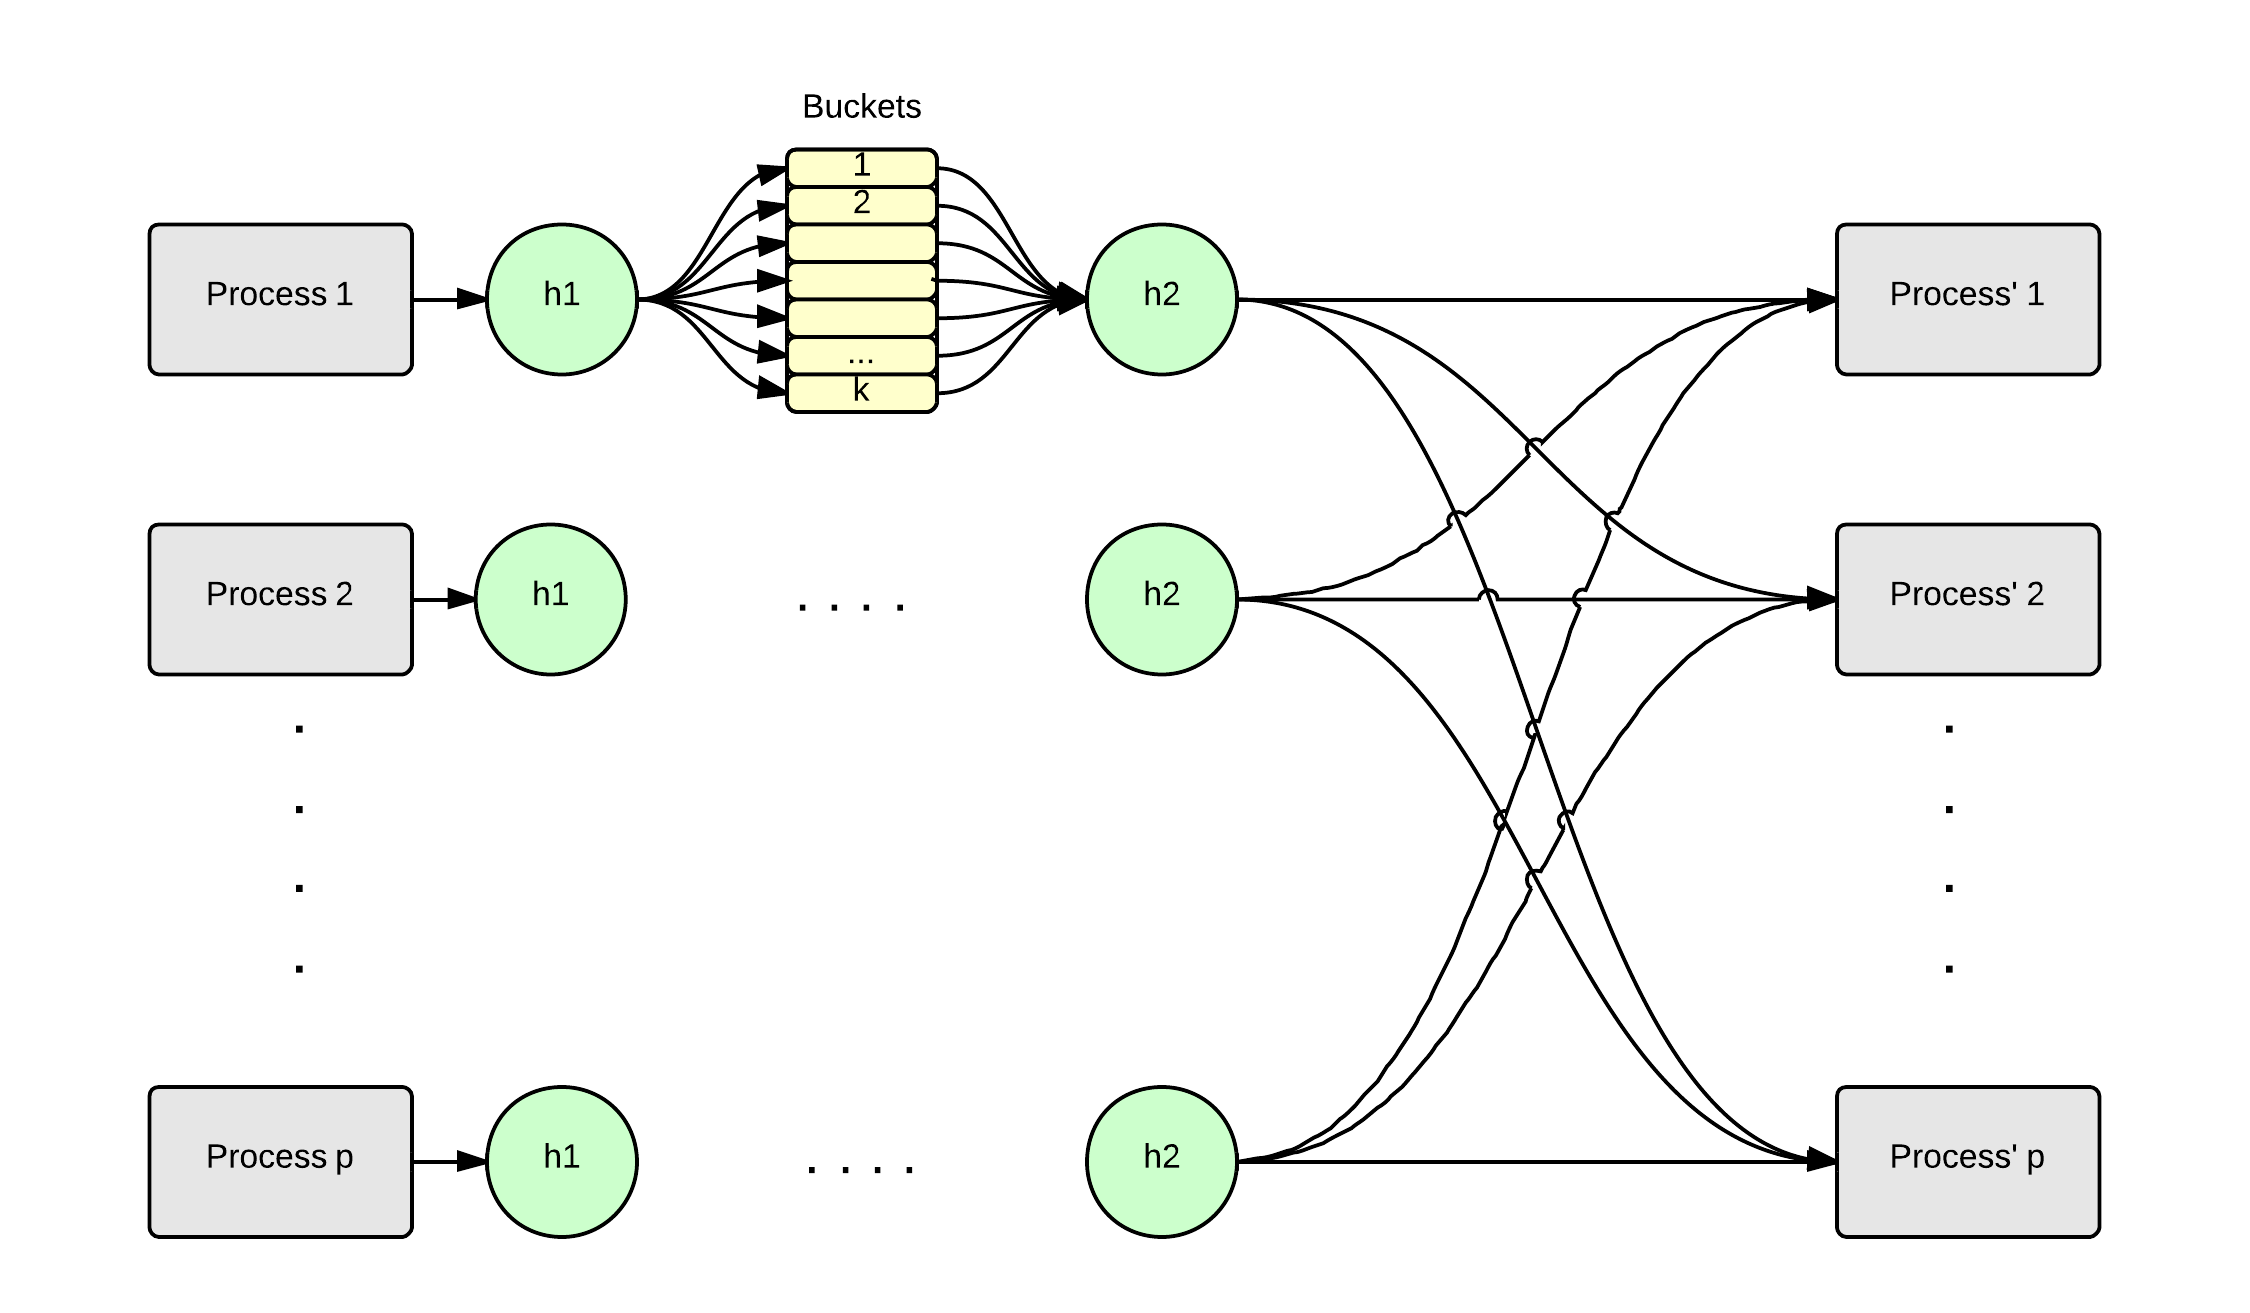 Buckets
1
2
...
k
Process 1
h1
h2
Process' 1
Process 2
h1
. . . .
h2
Process' 2
.
.
.
.
.
.
.
.
Process p
h1
. . . .
h2
Process' p